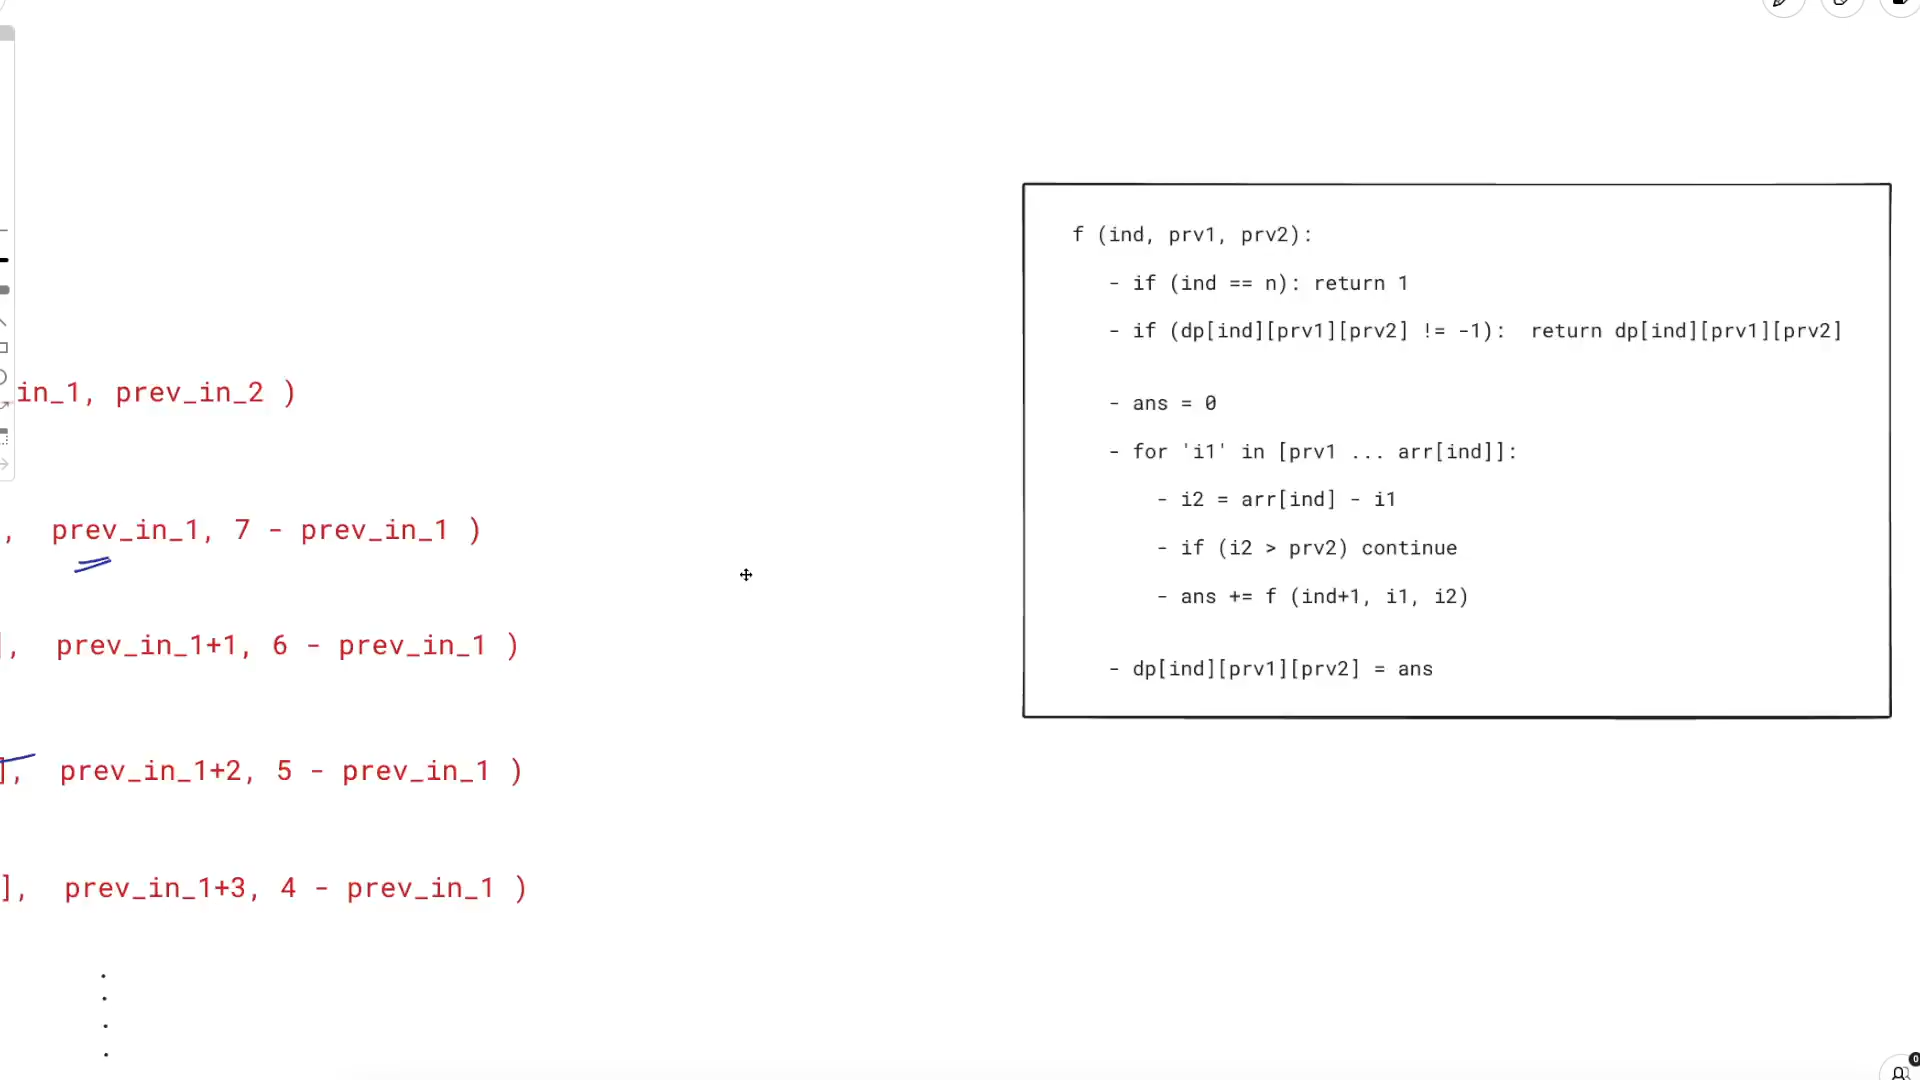 in_1, prev_in_2 )
, prev_in_1, 7 - prev_in_1 )
], prev_in_1+1, 6 - prev_in_1 )
], prev_in_1+2, 5 - prev_in_1 )
], prev_in_1+3, 4 - prev_in_1 )
.
.
.
.
f (ind, prv1, prv2):
- if (ind == n): return 1
- if (dp[ind][prv1][prv2] != -1): return dp[ind][prv1][prv2]
- ans = 0
- for 'i1' in [prv1 ... arr[ind]]:
- i2 = arr[ind] - i1
- if (i2 > prv2) continue
- ans += f (ind+1, i1, i2)
- dp[ind][prv1][prv2] = ans
0